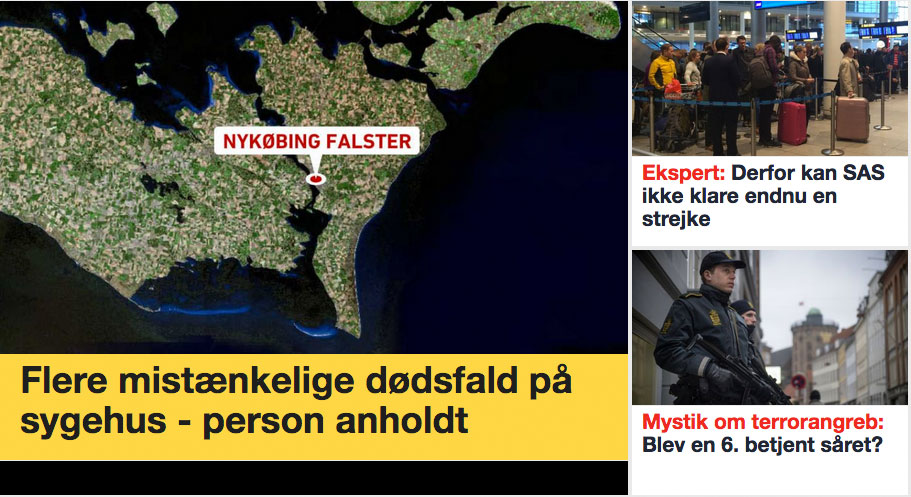 NYKØBING FALSTER
Flere mistænkelige dødsfald på
sygehus - person anholdt
Ekspert: Derfor kan SAS
ikke klare endnu en
strejke
Mystik om terrorangreb:
Blev en 6. betjent såret?